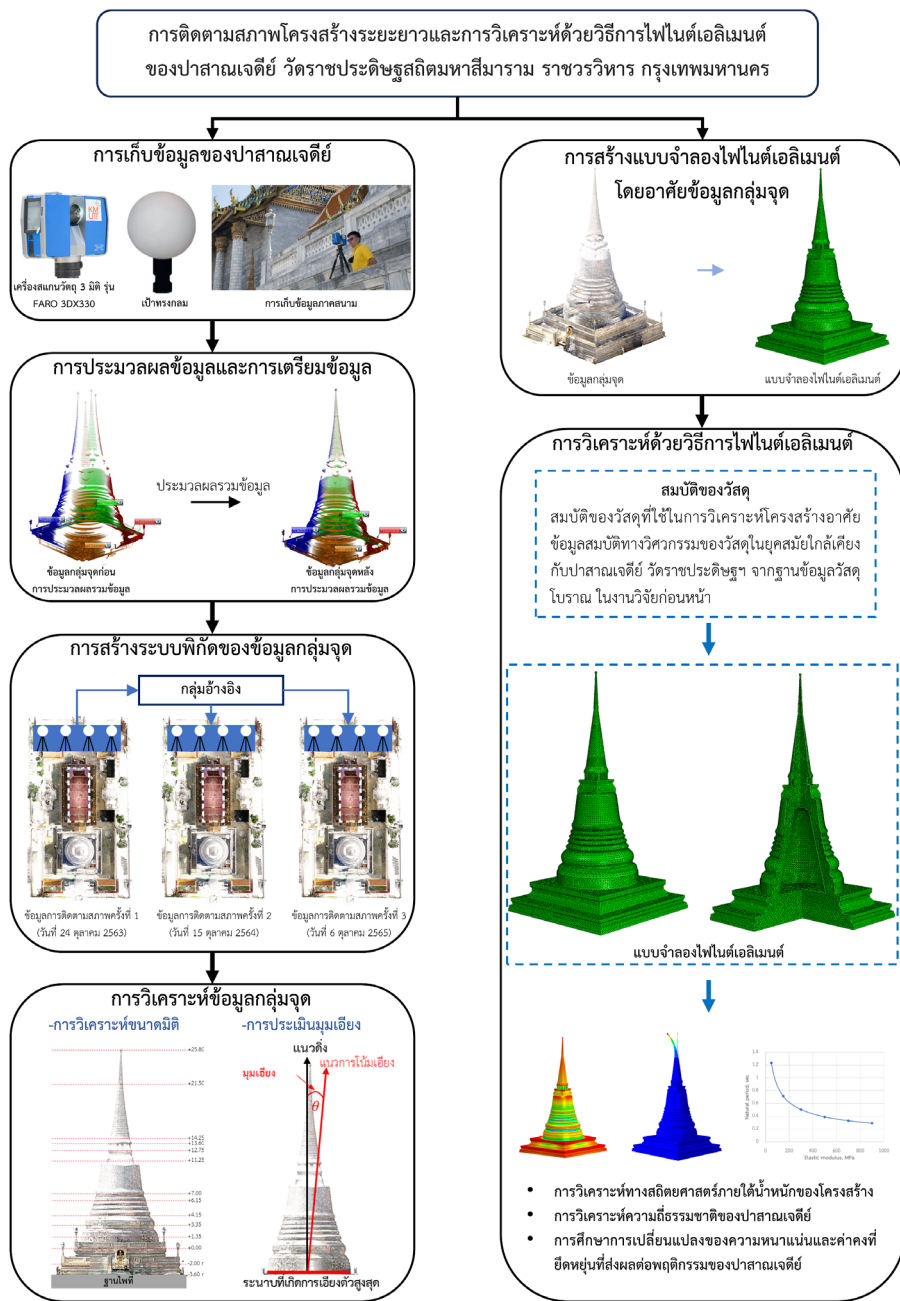 การติดตามสภาพโครงสร้างระยะยาวและการวิเคราะห์ด้วยวิธีการไฟไนต์เอลิเมนต์
ของปาสาณเจดีย์ วัดราชประดิษฐสถิตมหาสีมาราม ราชวรวิหาร กรุงเทพมหานคร
การเก็บข้อมูลของปาสาณเจดีย์
KM
UTT
เครื่องสแกนวัตถุ 3 มิติ รุ่น
FARO 3DX330
เป้าทรงกลม
การเก็บข้อมูลภาคสนาม
การประมวลผลข้อมูลและการเตรียมข้อมูล
ประมวลผลรวมข้อมูล
ข้อมูลกลุ่มจุดก่อน
การประมวลผลรวมข้อมูล
ข้อมูลกลุ่มจุดหลัง
การประมวลผลรวมข้อมูล
การสร้างระบบพิกัดของข้อมูลกลุ่มจุด
กลุ่มอ้างอิง
ข้อมูลการติดตามสภาพครั้งที่ 1
(วันที่ 24 ตุลาคม 2563)
ข้อมูลการติดตามสภาพครั้งที่ 2
(วันที่ 15 ตุลาคม 2564)
ข้อมูลการติดตามสภาพครั้งที่ 3
(วันที่ 6 ตุลาคม 2565)
การวิเคราะห์ข้อมูลกลุ่มจุด
-การวิเคราะห์ขนาดมิติ
+25.80
+21.50
+14.25
+13.60
+12.75
+11.25
+7.00
+6.15
+4.15
+3.35
+1.35
+0.00
-2.00 r
-3.60 r
ฐานไพที
-การประเมินมุมเอียง
แนวดิ่ง
แนวการโน้มเอียง
มุมเอียง
θ
ระนาบที่เกิดการเอียงตัวสูงสุด
การสร้างแบบจำลองไฟไนต์เอลิเมนต์
โดยอาศัยข้อมูลกลุ่มจุด
ข้อมูลกลุ่มจุด
แบบจำลองไฟไนต์เอลิเมนต์
การวิเคราะห์ด้วยวิธีการไฟไนต์เอลิเมนต์
สมบัติของวัสดุ
สมบัติของวัสดุที่ใช้ในการวิเคราะห์โครงสร้างอาศัย
ข้อมูลสมบัติทางวิศวกรรมของวัสดุในยุคสมัยใกล้เคียง
กับปาสาณเจดีย์ วัดราชประดิษฐฯ จากฐานข้อมูลวัสดุ
โบราณ ในงานวิจัยก่อนหน้า
แบบจำลองไฟไนต์เอลิเมนต์
Natural period, sec
1.4
1.2
1
0.8
0.6
0.4
0.2
0
0 200 400 600 800 1000
Elastic modulus, MPa
• การวิเคราะห์ทางสถิตยศาสตร์ภายใต้น้ำหนักของโครงสร้าง
• การวิเคราะห์ความถี่ธรรมชาติของปาสาณเจดีย์
• การศึกษาการเปลี่ยนแปลงของความหนาแน่นและค่าคงที่
ยืดหยุ่นที่ส่งผลต่อพฤติกรรมของปาสาณเจดีย์